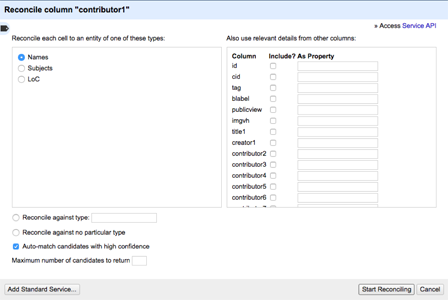 Reconcile column "contributor1"
» Access Service API
Reconcile each cell to an entity of one of these types:
Names
Subjects
LoC
Also use relevant details from other columns:
Column Include? As Property
id
cid
tag
blabel
publicview
imgvh
title1
creator1
contributor2
contributor3
contributor4
contributor5
contributor6
Reconcile against type:
Reconcile against no particular type
Auto-match candidates with high confidence
Maximum number of candidates to return
Add Standard Service...
Start Reconciling
Cancel